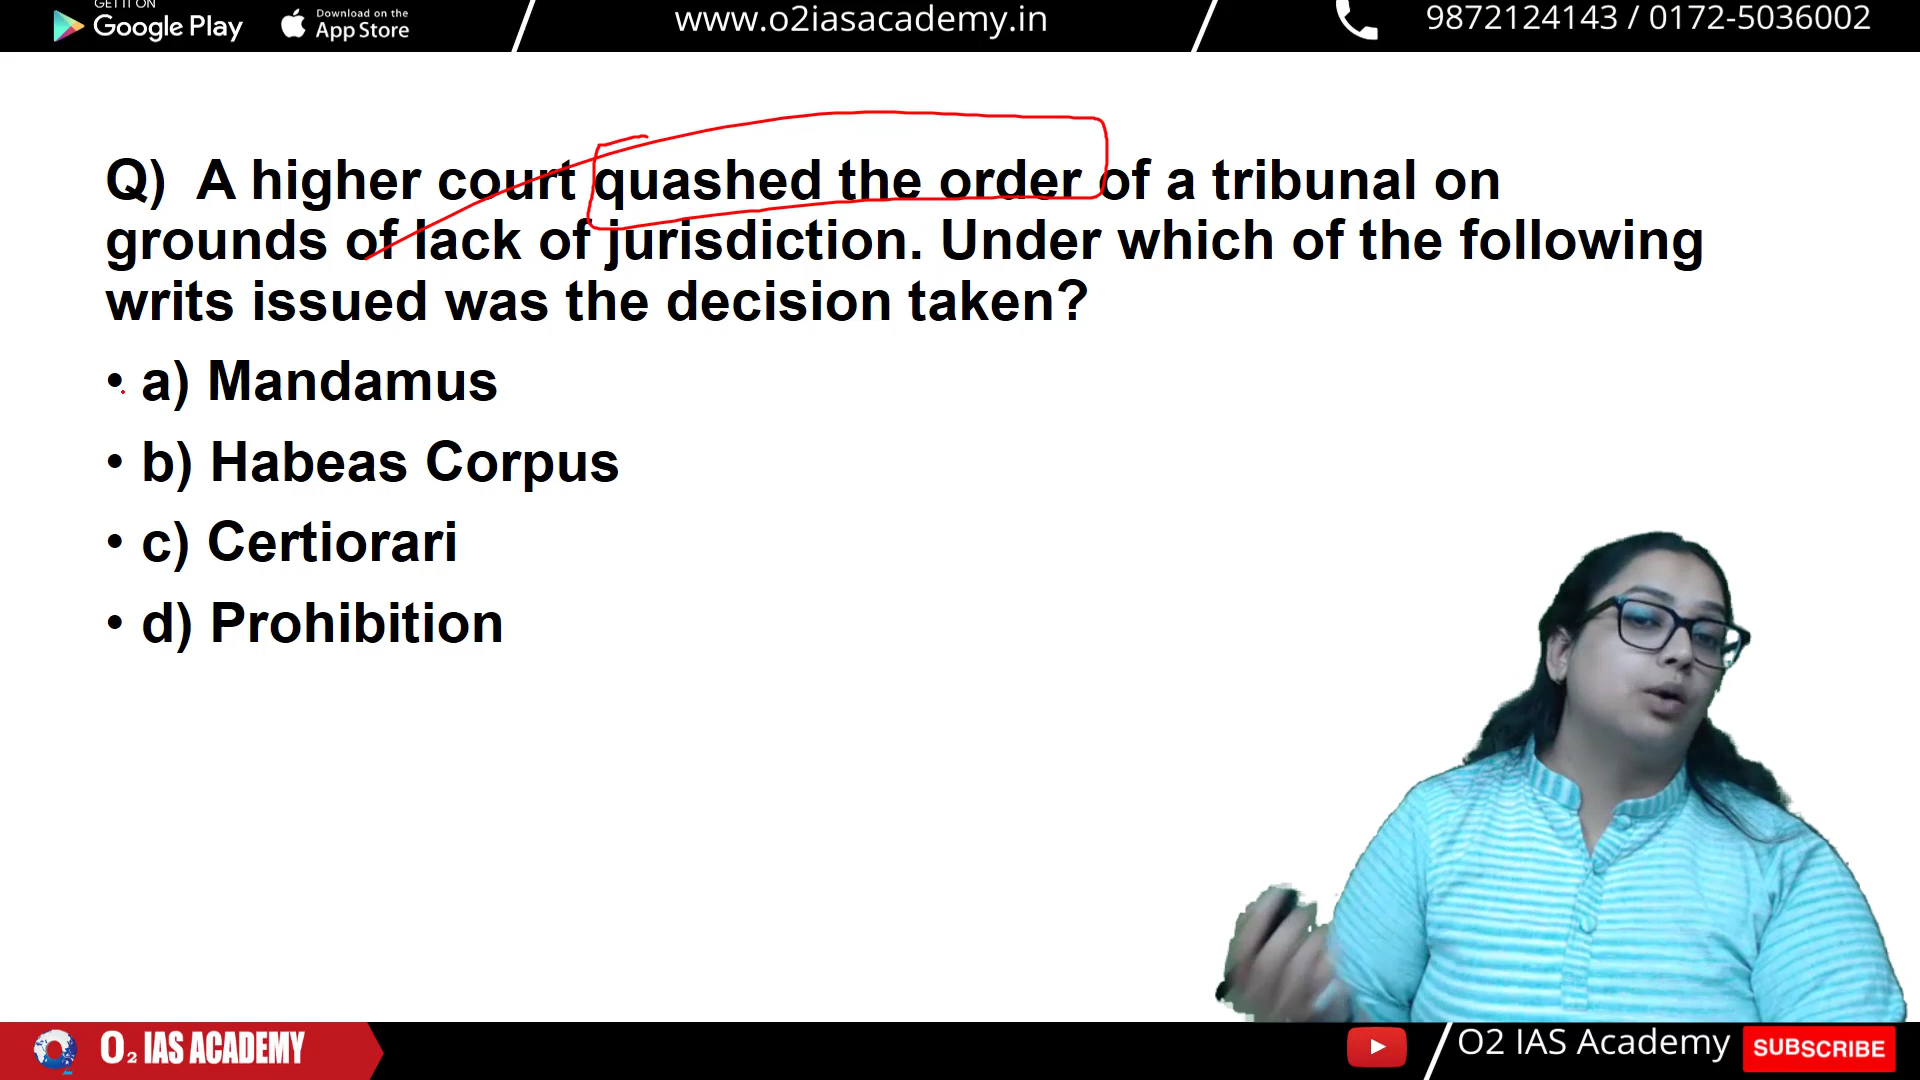 GET IT ON
Google Play
Download on the
App Store
www.o2iasacademy.in
9872124143 / 0172-5036002
Q) A higher court quashed the order of a tribunal on
grounds of lack of jurisdiction. Under which of the following
writs issued was the decision taken?
• a) Mandamus
• b) Habeas Corpus
• c) Certiorari
• d) Prohibition
O2 IAS ACADEMY
O2 IAS Academy
SUBSCRIBE